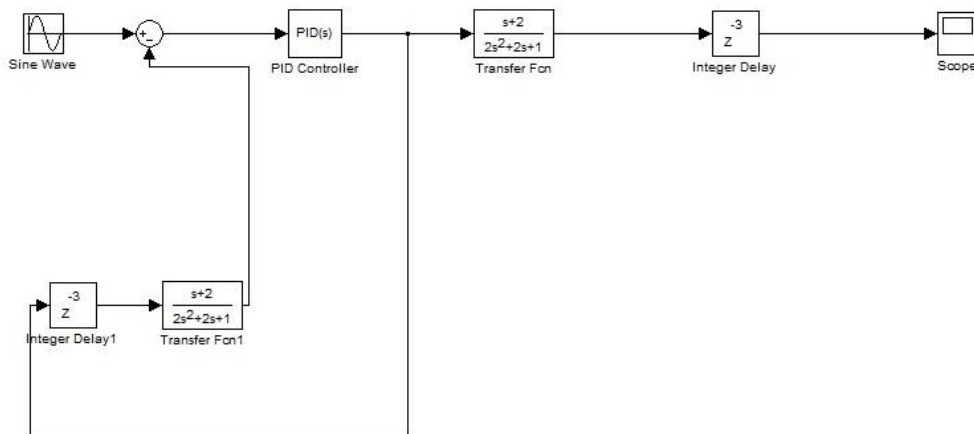 Sine Wave
+
-
PID(s)
PID Controller
s+2
2s²+2s+1
Transfer Fcn
-3
Z
Integer Delay
Scope
-3
Z
Integer Delay1
s+2
2s²+2s+1
Transfer Fcn1